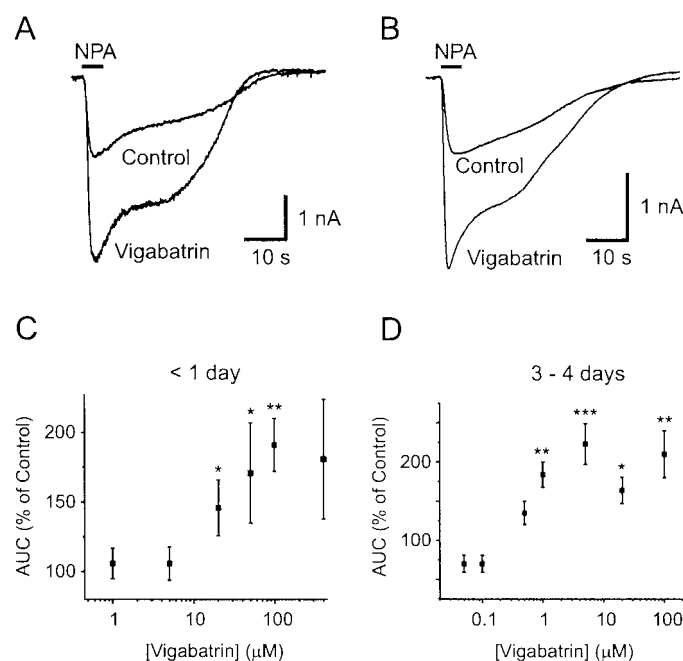 A
NPA
Control
Vigabatrin
1 nA
10 s
B
NPA
Control
Vigabatrin
1 nA
10 s
C
< 1 day
AUC (% of Control)
200
150
100
*
*
**
1
10
100
[Vigabatrin] (μM)
D
3 - 4 days
AUC (% of Control)
200
100
**
***
*
**
0.1
1
10
100
[Vigabatrin] (μM)